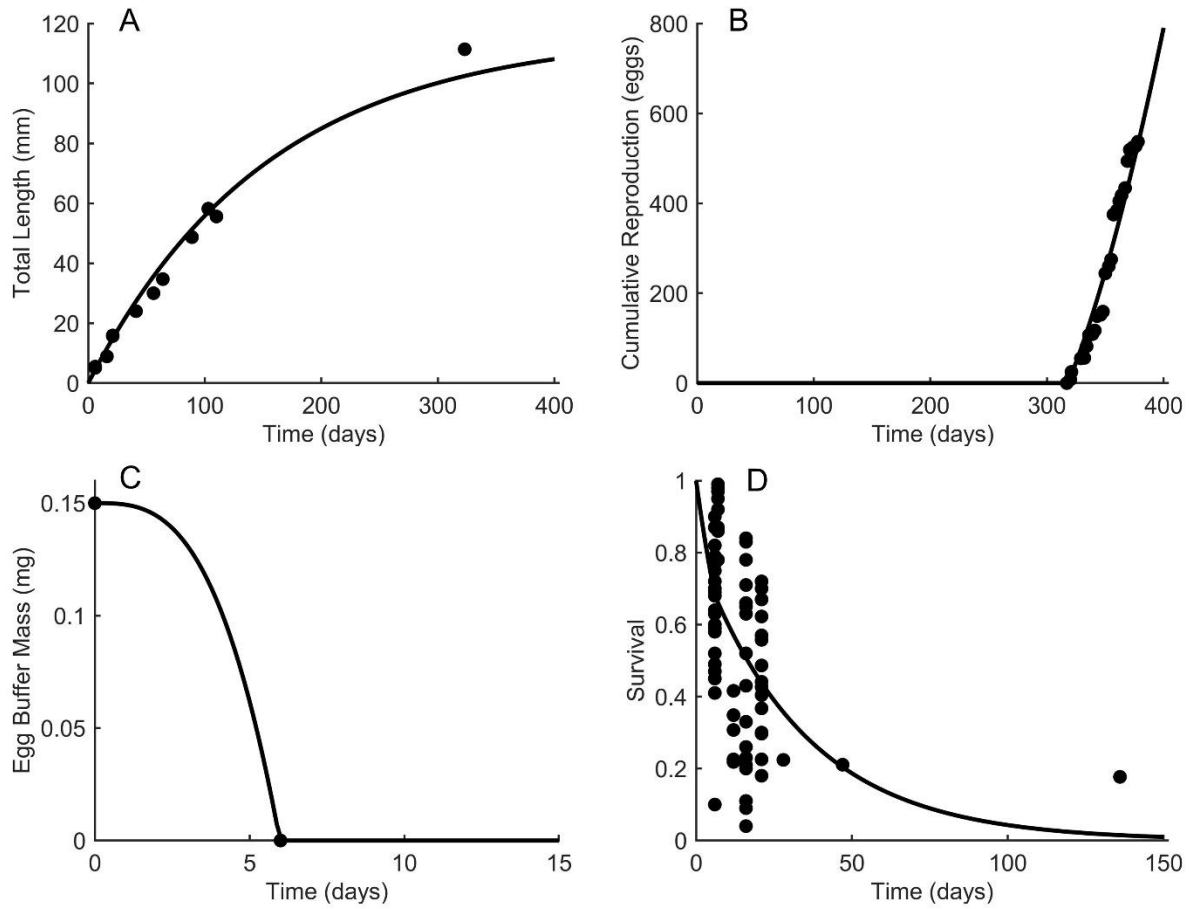 A
Total Length (mm)
120
100
80
60
40
20
0
0 100 200 300 400
Time (days)
B
Cumulative Reproduction (eggs)
800
600
400
200
0
0 100 200 300 400
Time (days)
C
Egg Buffer Mass (mg)
0.15
0.1
0.05
0
0 5 10 15
Time (days)
D
Survival
1
0.8
0.6
0.4
0.2
0
0 50 100 150
Time (days)